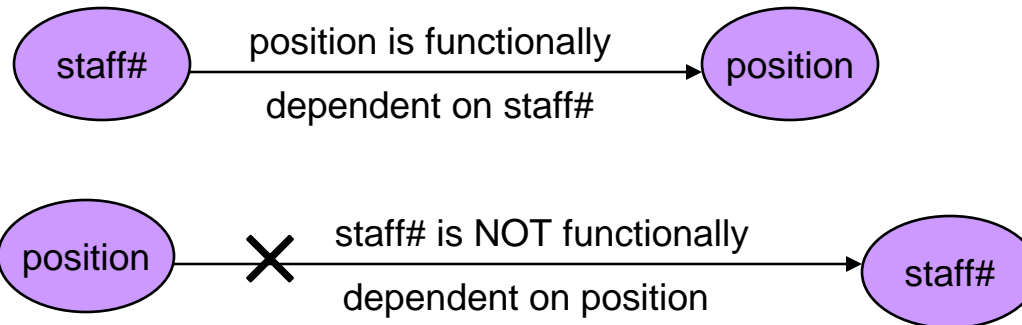 staff#
position is functionally
dependent on staff#
position
position
staff# is NOT functionally
dependent on position
staff#